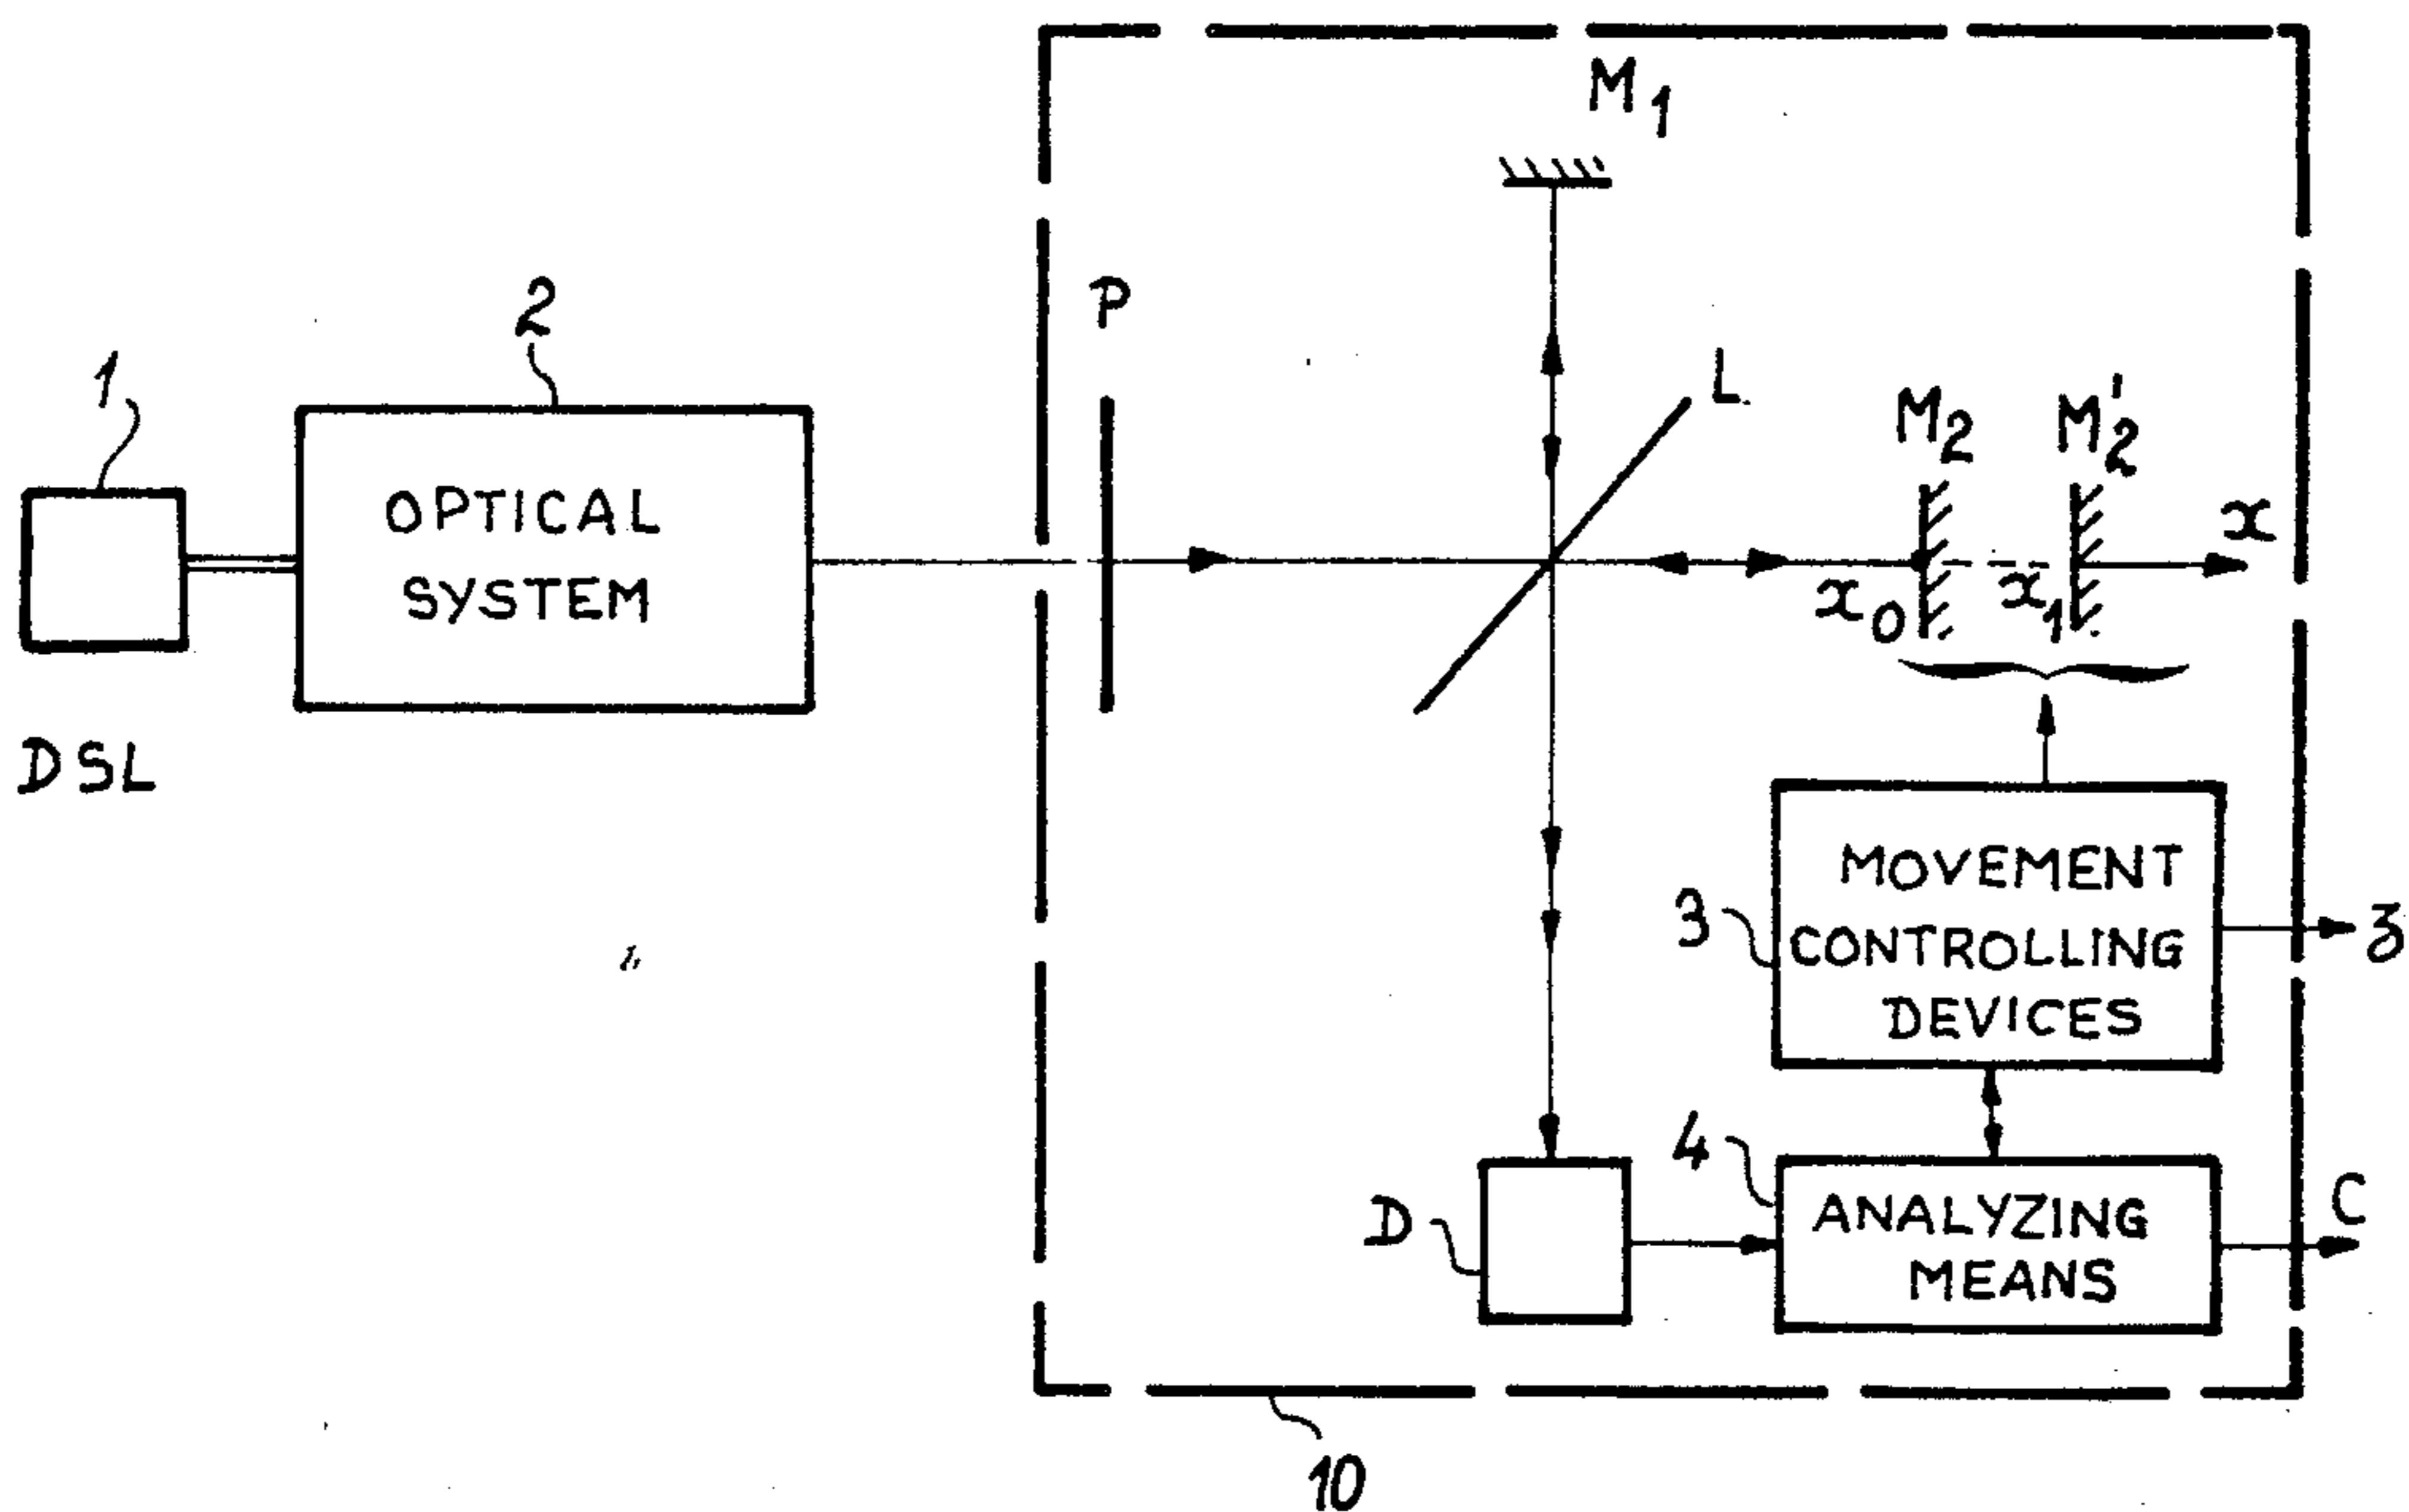 M1
P
2
1
L
M2
M'2
OPTICAL
SYSTEM
x
x0
x1
DSL
MOVEMENT
CONTROLLING
DEVICES
3
z
4
D
ANALYZING
MEANS
C
10